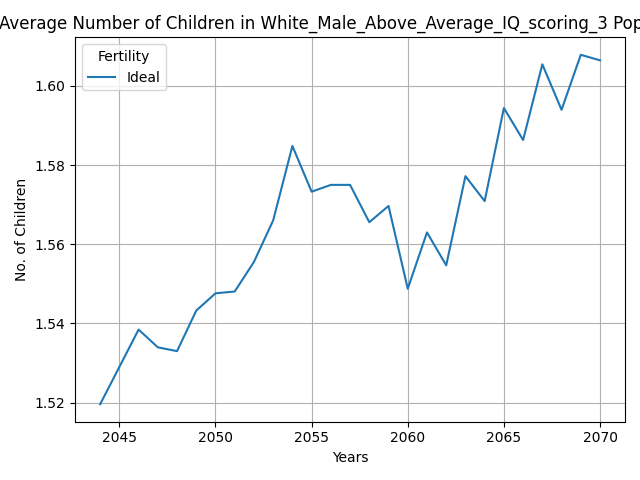 Average Number of Children in White_Male_Above_Average_IQ_scoring_3 Pop
Fertility
Ideal
No. of Children
1.60
1.58
1.56
1.54
1.52
2045 2050 2055 2060 2065 2070
Years